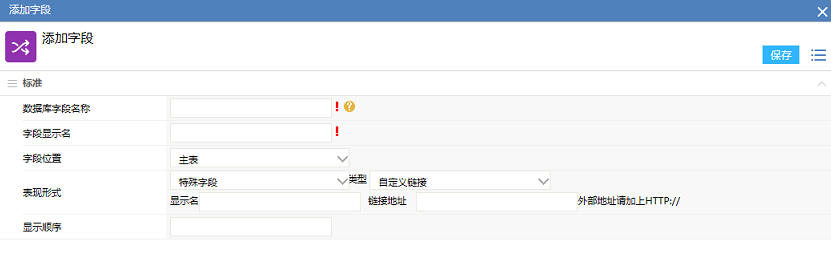 添加字段
添加字段
保存
标准
数据库字段名称 ! ?
字段显示名 !
字段位置 主表
表现形式 特殊字段 类型 自定义链接
显示名 链接地址 外部地址请加上HTTP://
显示顺序